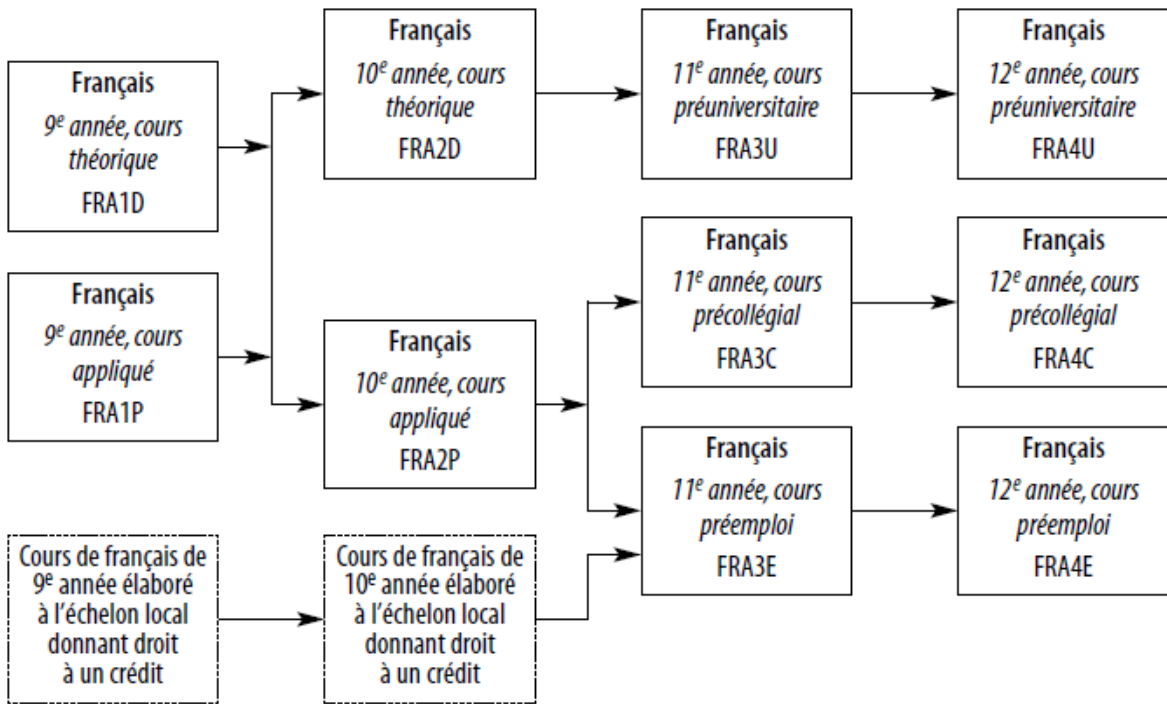 Français
9e année, cours
théorique
FRA1D
Français
10e année, cours
théorique
FRA2D
Français
11e année, cours
préuniversitaire
FRA3U
Français
12e année, cours
préuniversitaire
FRA4U
Français
9e année, cours
appliqué
FRA1P
Français
10e année, cours
appliqué
FRA2P
Français
11e année, cours
précollégial
FRA3C
Français
12e année, cours
précollégial
FRA4C
Français
11e année, cours
préemploi
FRA3E
Français
12e année, cours
préemploi
FRA4E
Cours de français de
9e année élaboré
à l’échelon local
donnant droit
à un crédit
Cours de français de
10e année élaboré
à l’échelon local
donnant droit
à un crédit